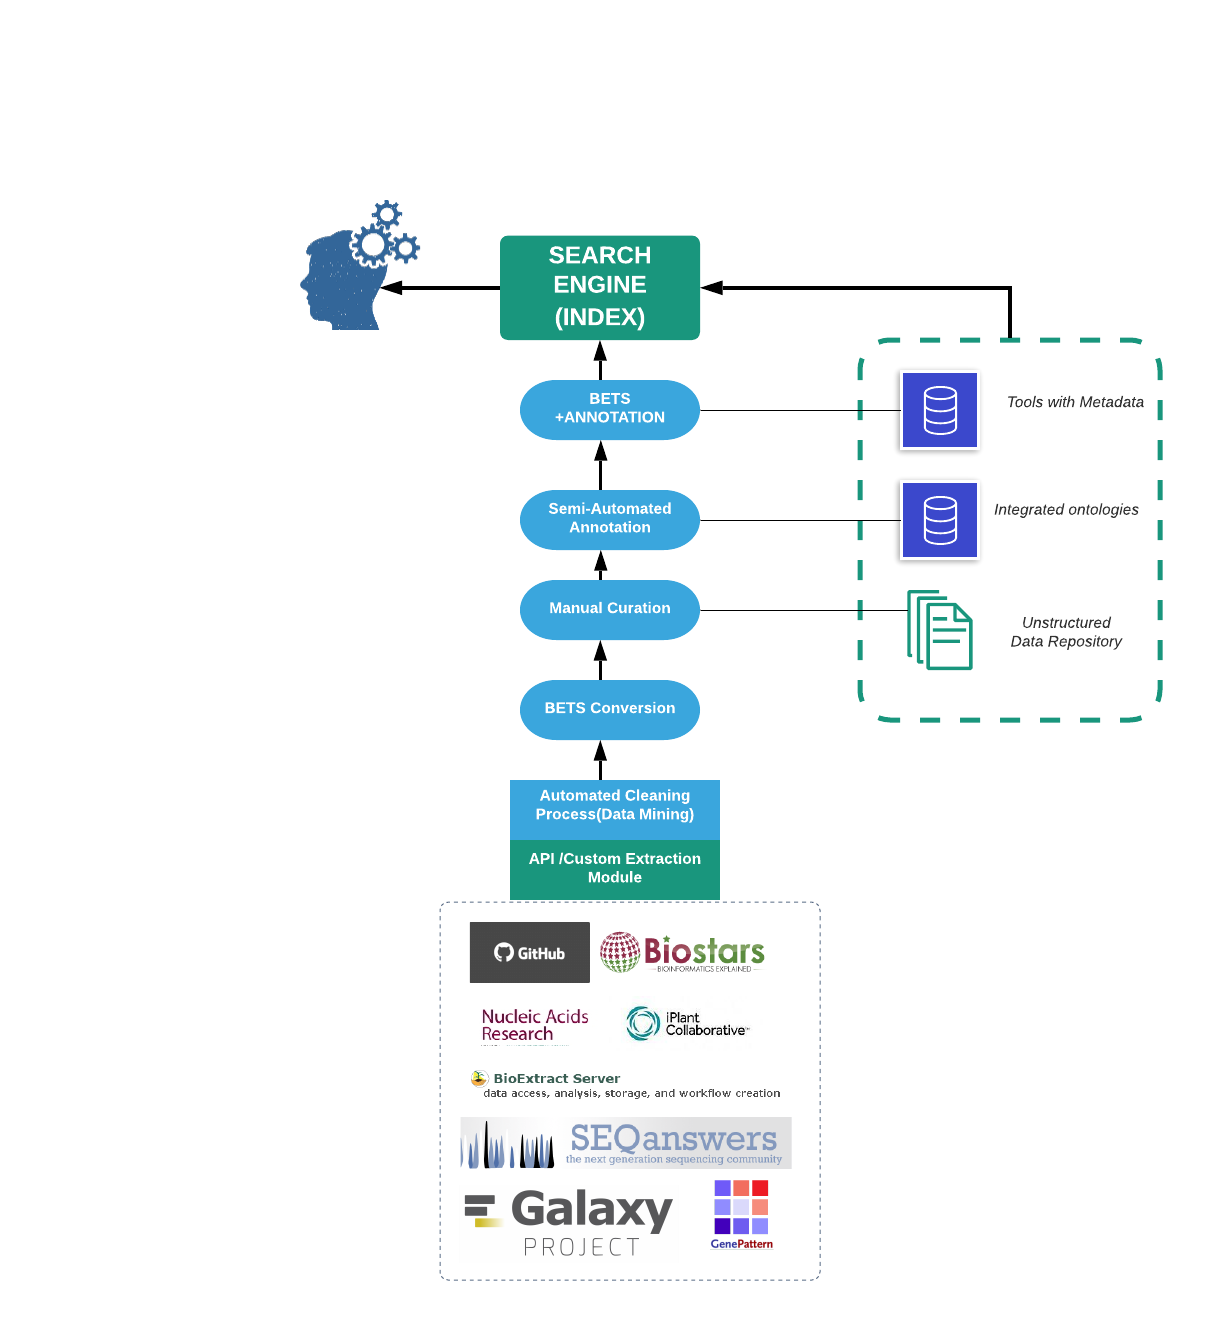 SEARCH
ENGINE
(INDEX)
BETS
+ANNOTATION
Tools with Metadata
Semi-Automated
Annotation
Integrated ontologies
Manual Curation
Unstructured
Data Repository
BETS Conversion
Automated Cleaning
Process(Data Mining)
API /Custom Extraction
Module
GitHub
Biostars
BIOINFORMATICS EXPLAINED
Nucleic Acids
Research
iPlant
Collaborative™
BioExtract Server
data access, analysis, storage, and workflow creation
SEQanswers
the next generation sequencing community
Galaxy
PROJECT
GenePattern